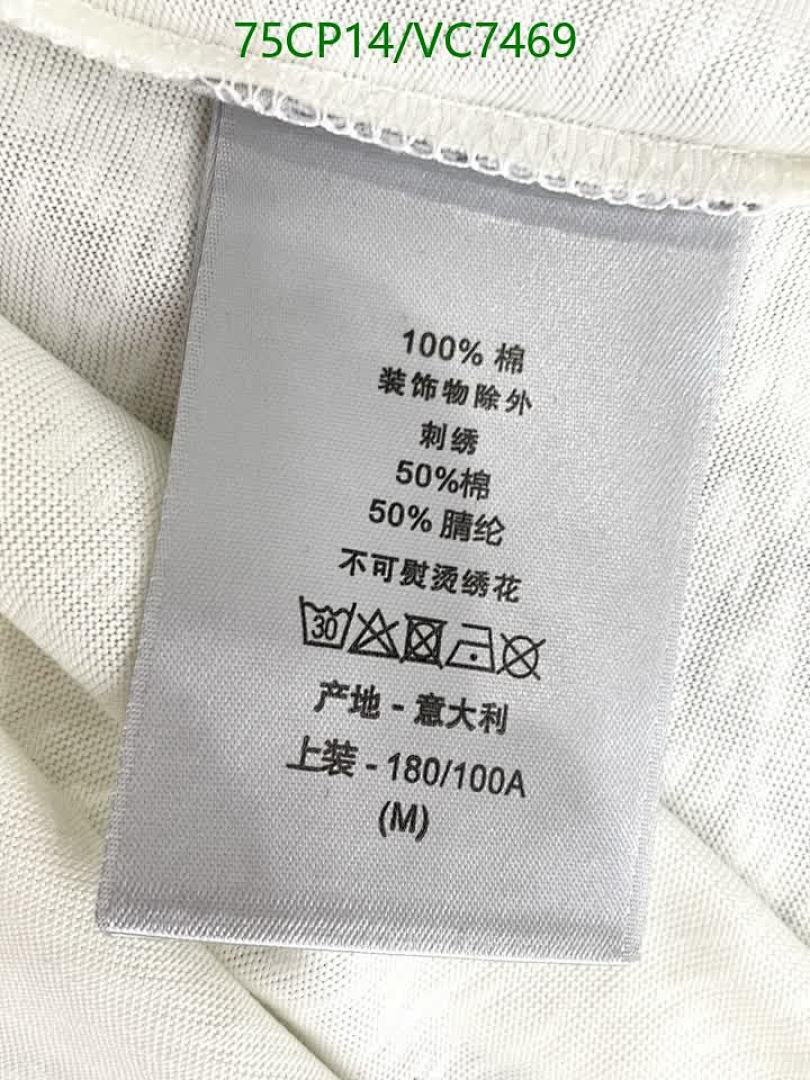 75CP14/VC7469
100% 棉
装饰物除外
刺绣
50%棉
50% 腈纶
不可熨烫绣花
30
产地 - 意大利
上装 - 180/100A
(M)